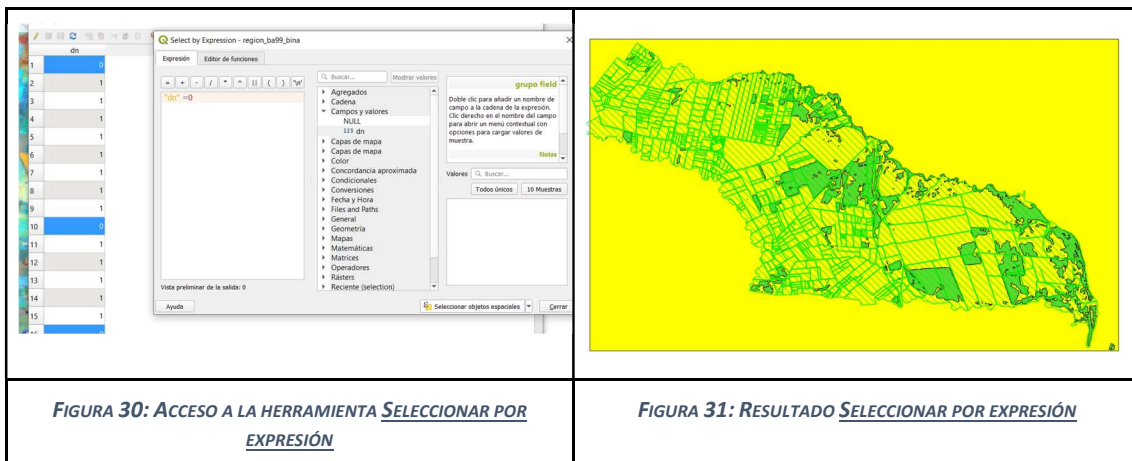 dn
1 0
2 1
3 1
4 1
5 1
6 1
7 1
8 1
9 1
10 0
11 1
12 1
13 1
14 1
15 1
Select by Expression - region_ba99_bina
Expresión Editor de funciones
= + - / * ^ || ( ) '\n'
"dn" =0
Vista preliminar de la salida: 0
Buscar... Mostrar valores
Agregados
Cadena
Campos y valores
NULL
123 dn
Capas de mapa
Capas de mapa
Color
Concordancia aproximada
Condicionales
Conversiones
Fecha y Hora
Files and Paths
General
Geometría
Mapas
Matemáticas
Matrices
Operadores
Rásters
Reciente (selection)
grupo field
Doble clic para añadir un nombre de
campo a la cadena de la expresión.
Clic derecho en el nombre del campo
para abrir un menú contextual con
opciones para cargar valores de
muestra.
Notas
Valores Buscar...
Todos únicos 10 Muestras
Ayuda
Seleccionar objetos espaciales
Cerrar
FIGURA 30: ACCESO A LA HERRAMIENTA SELECCIONAR POR
EXPRESIÓN
FIGURA 31: RESULTADO SELECCIONAR POR EXPRESIÓN